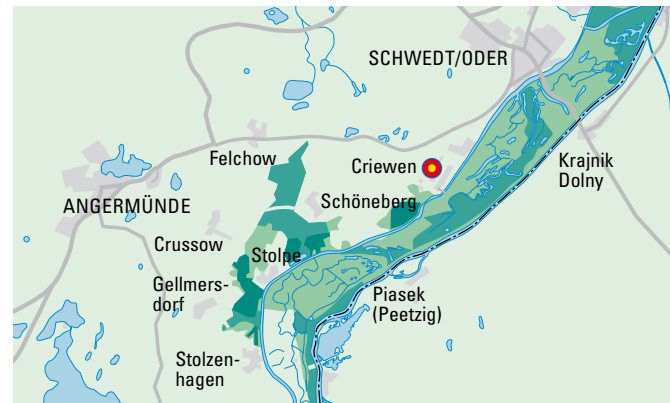 SCHWEDT/ODER
Felchow
Criewen
Krajnik
Dolny
ANGERMÜNDE
Schöneberg
Crussow
Stolpe
Gellmers-
dorf
Piasek
(Peetzig)
Stolzen-
hagen